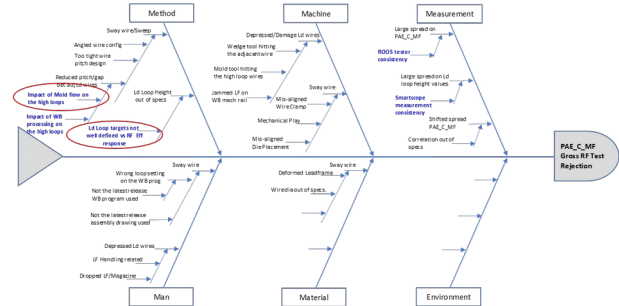 Method
Machine
Measurement
Sway wire/Sweep
Angled wire config
Too tight wire
pitch design
Reduced pitch/gap
Impact of Mold flow on
the high loops
Impact of WB
processing on
the high loops
Ld Loop Height
out of specs
Ld Loop targets not
well defined vs RF EFF
response
Depressed/Damage Ld wires
Wedge tool hitting
the adjacent wire
Mold tool hitting
the high loop wires
Jammed LF on
WB mach rail
Sway wire
Mis-aligned
Wire Clamp
Mechanical Play
Mis-aligned
Die Placement
Large spread on
PAE_C_MF
ROOS tester
consistency
Large spread on Ld
loop height values
Smartscope
measurement
consistency
Shifted spread
PAE_C_MF
Correlation out of
specs
PAE_C_MF
Gross RF Test
Rejection
Sway wire
Wrong loop setting
on the WB prog
Not the latest release
WB program used
Not the latest release
assembly drawing used
Depressed Ld wires
LF Handling related
Dropped LF/Magazine
Sway wire
Deformed Leadframe
Wire dia out of specs.
Man
Material
Environment